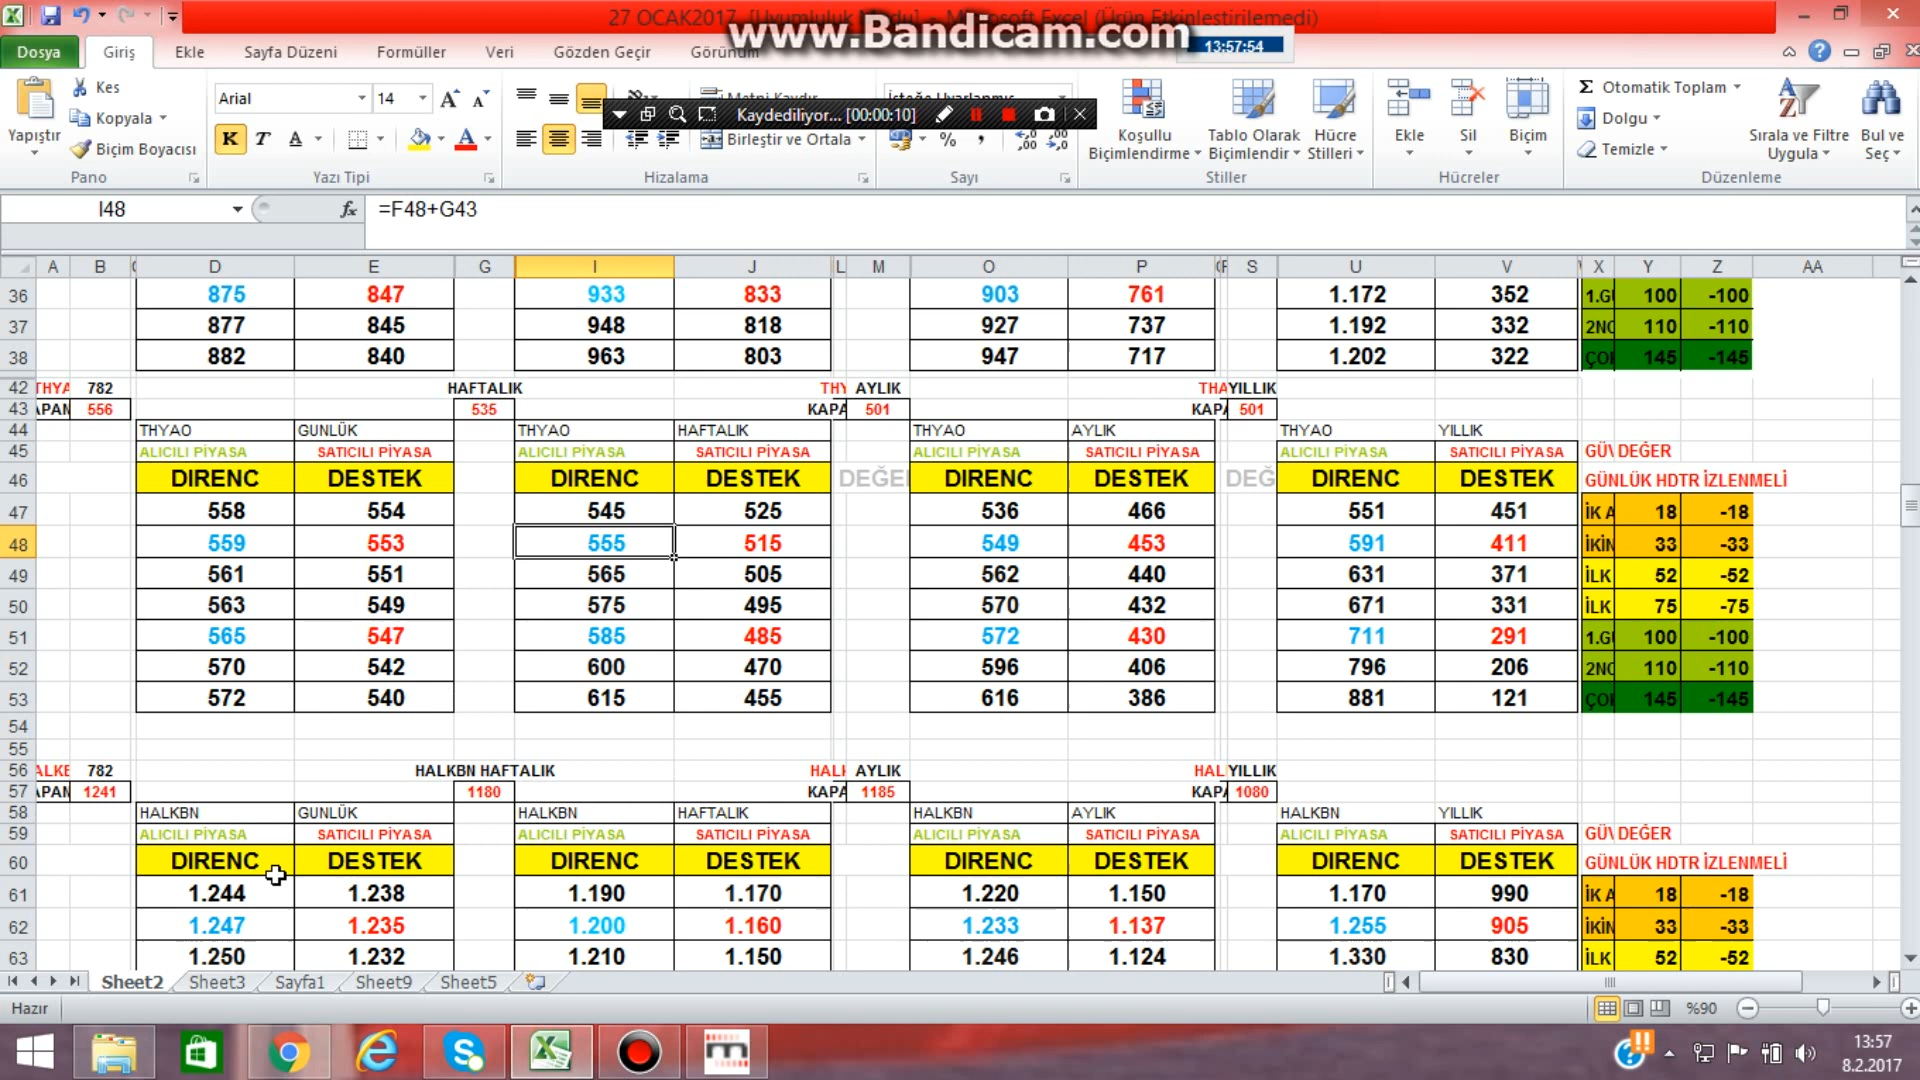 27 OCAK2017 [Uyumluluk Modu] - Microsoft Excel (Ürün Etkinleştirilemedi)
www.Bandicam.com
13:57:54
Dosya Giriş Ekle Sayfa Düzeni Formüller Veri Gözden Geçir Görünüm
Kes
Kopyala
Biçim Boyacısı
Yapıştır
Arial 14
K T A
Kaydediliyor... [00:00:10]
Birleştir ve Ortala
Koşullu Biçimlendirme
Tablo Olarak Biçimlendir
Hücre Stilleri
Ekle Sil Biçim
Otomatik Toplam
Dolgu
Temizle
Sırala ve Filtre Uygula
Bul ve Seç
Pano Yazı Tipi Hizalama Sayı Stiller Hücreler Düzenleme
I48 fx =F48+G43
A B D E G I J L M O P S U V X Y Z AA
36 875 847 933 833 903 761 1.172 352 100 -100
37 877 845 948 818 927 737 1.192 332 110 -110
38 882 840 963 803 947 717 1.202 322 145 -145
42 THYA 782 HAFTALIK THY AYLIK THA YILLIK
43 APAN 556 535 KAPA 501 KAPA 501
44 THYAO GUNLÜK THYAO HAFTALIK THYAO AYLIK THYAO YILLIK
45 ALICILI PİYASA SATICILI PİYASA ALICILI PİYASA SATICILI PİYASA ALICILI PİYASA SATICILI PİYASA ALICILI PİYASA SATICILI PİYASA GÜV DEĞER
46 DIRENC DESTEK DIRENC DESTEK DEĞE DIRENC DESTEK DEĞ DIRENC DESTEK GÜNLÜK HDTR İZLENMELİ
47 558 554 545 525 536 466 551 451 İK A 18 -18
48 559 553 555 515 549 453 591 411 İKİN 33 -33
49 561 551 565 505 562 440 631 371 İLK 52 -52
50 563 549 575 495 570 432 671 331 İLK 75 -75
51 565 547 585 485 572 430 711 291 100 -100
52 570 542 600 470 596 406 796 206 110 -110
53 572 540 615 455 616 386 881 121 145 -145
54
55
56 ALKE 782 HALKBN HAFTALIK HAL AYLIK HAL YILLIK
57 APAN 1241 1180 KAPA 1185 KAPA 1080
58 HALKBN GUNLÜK HALKBN HAFTALIK HALKBN AYLIK HALKBN YILLIK
59 ALICILI PİYASA SATICILI PİYASA ALICILI PİYASA SATICILI PİYASA ALICILI PİYASA SATICILI PİYASA ALICILI PİYASA SATICILI PİYASA GÜV DEĞER
60 DIRENC DESTEK DIRENC DESTEK DIRENC DESTEK DIRENC DESTEK GÜNLÜK HDTR İZLENMELİ
61 1.244 1.238 1.190 1.170 1.220 1.150 1.170 990 İK A 18 -18
62 1.247 1.235 1.200 1.160 1.233 1.137 1.255 905 İKİN 33 -33
63 1.250 1.232 1.210 1.150 1.246 1.124 1.330 830 İLK 52 -52
Sheet2 Sheet3 Sayfa1 Sheet9 Sheet5
Hazır %90
13:57
8.2.2017